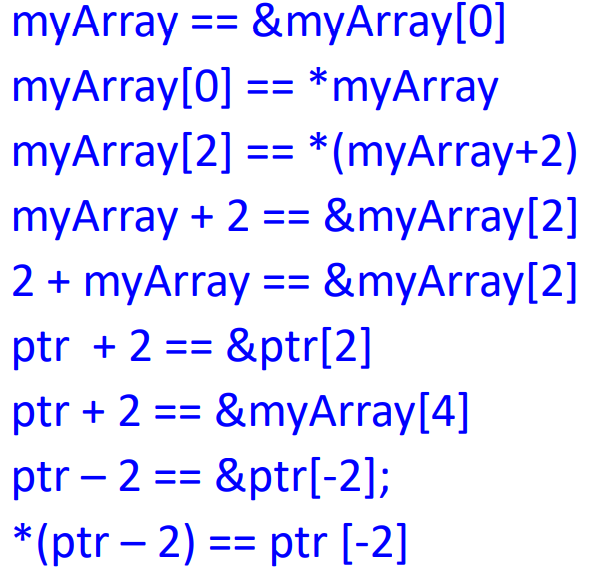 myArray == &myArray[0]
myArray[0] == *myArray
myArray[2] == *(myArray+2)
myArray + 2 == &myArray[2]
2 + myArray == &myArray[2]
ptr  + 2 == &ptr[2]
ptr + 2 == &myArray[4]
ptr – 2 == &ptr[-2];
*(ptr – 2) == ptr [-2]